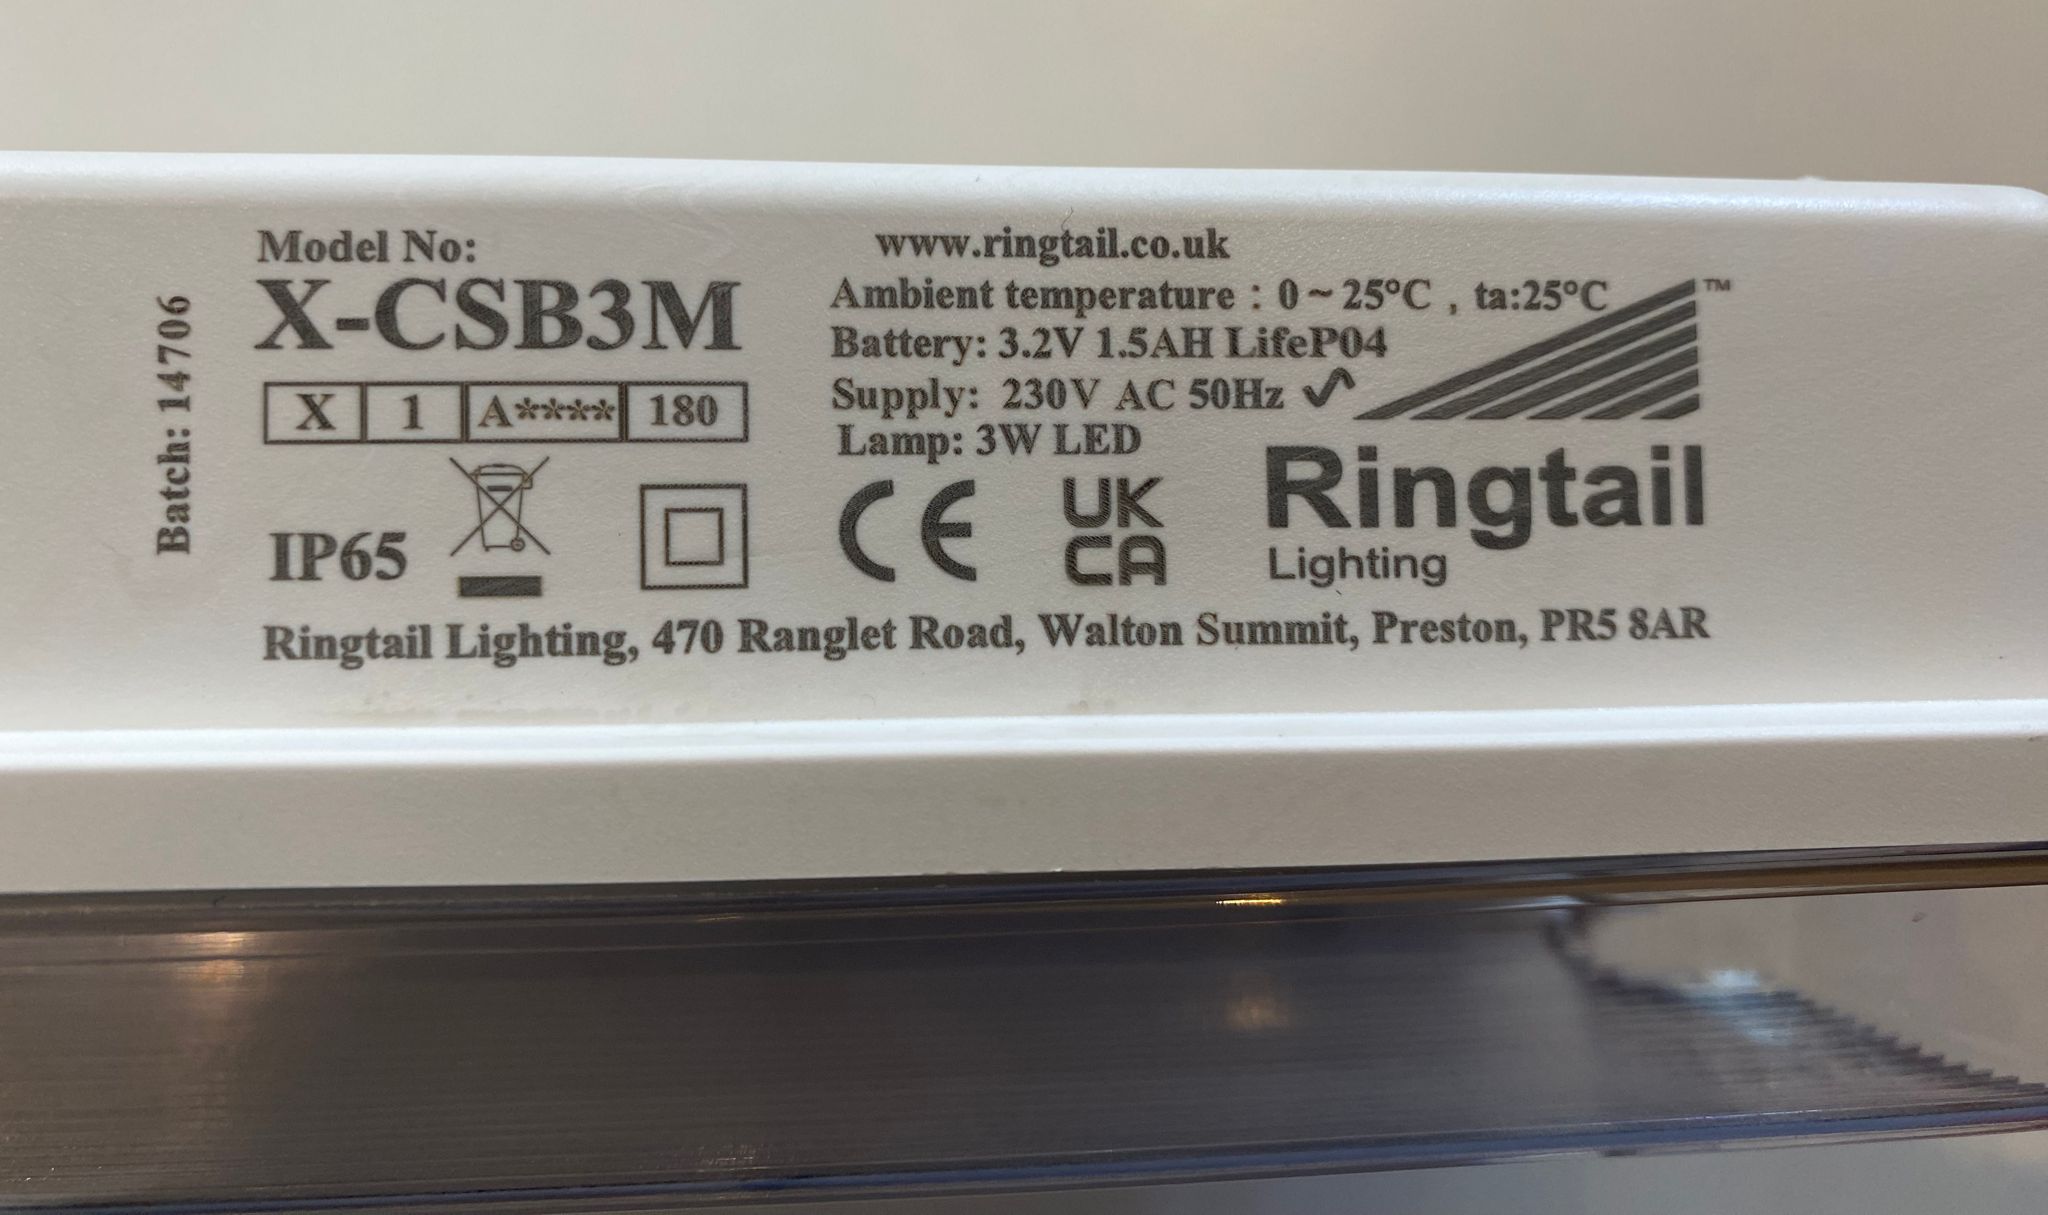 Model No:
X-CSB3M
X 1 A**** 180
IP65
Batch: 14706
www.ringtail.co.uk
Ambient temperature : 0 ~ 25°C , ta:25°C
Battery: 3.2V 1.5AH LifeP04
Supply: 230V AC 50Hz
Lamp: 3W LED
CE
UK
CA
TM
Ringtail
Lighting
Ringtail Lighting, 470 Ranglet Road, Walton Summit, Preston, PR5 8AR